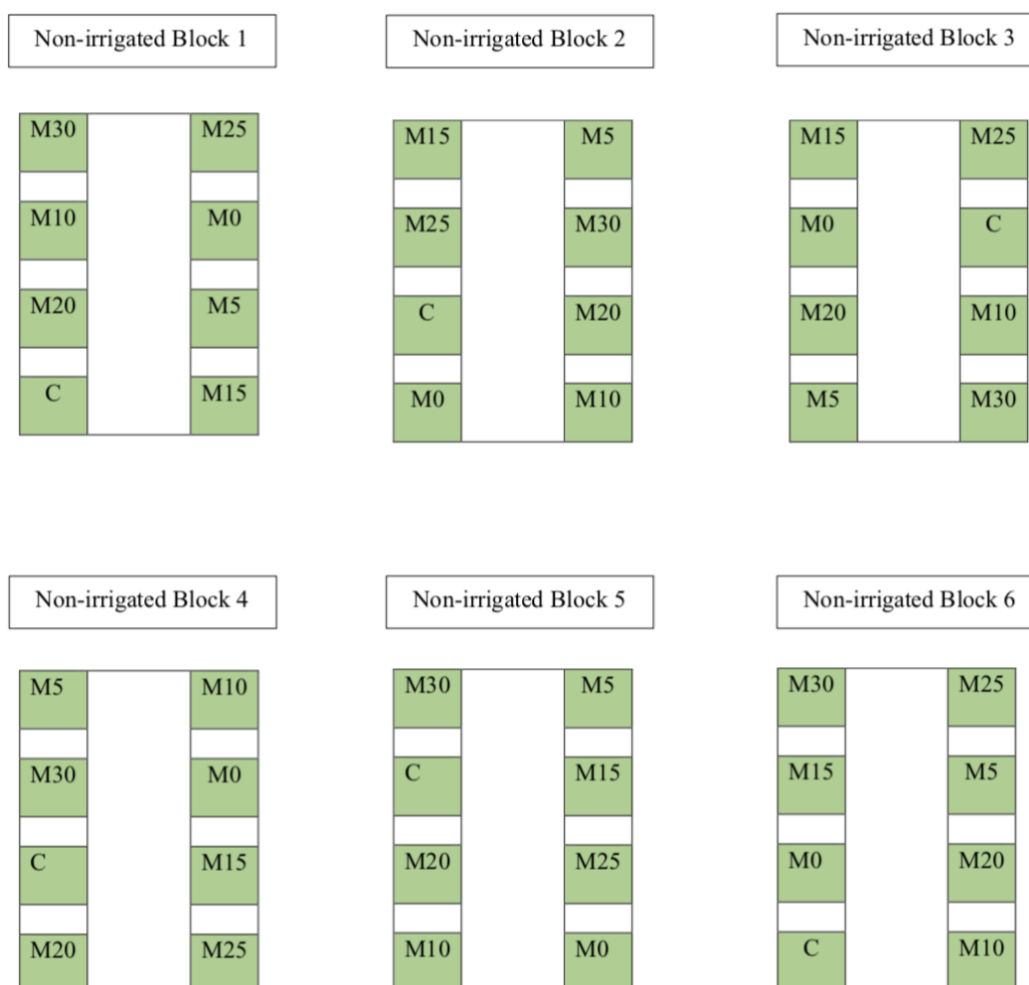 Non-irrigated Block 1
Non-irrigated Block 2
Non-irrigated Block 3
M30 M25
M10 M0
M20 M5
C M15
M15 M5
M25 M30
C M20
M0 M10
M15 M25
M0 C
M20 M10
M5 M30
Non-irrigated Block 4
Non-irrigated Block 5
Non-irrigated Block 6
M5 M10
M30 M0
C M15
M20 M25
M30 M5
C M15
M20 M25
M10 M0
M30 M25
M15 M5
M0 M20
C M10